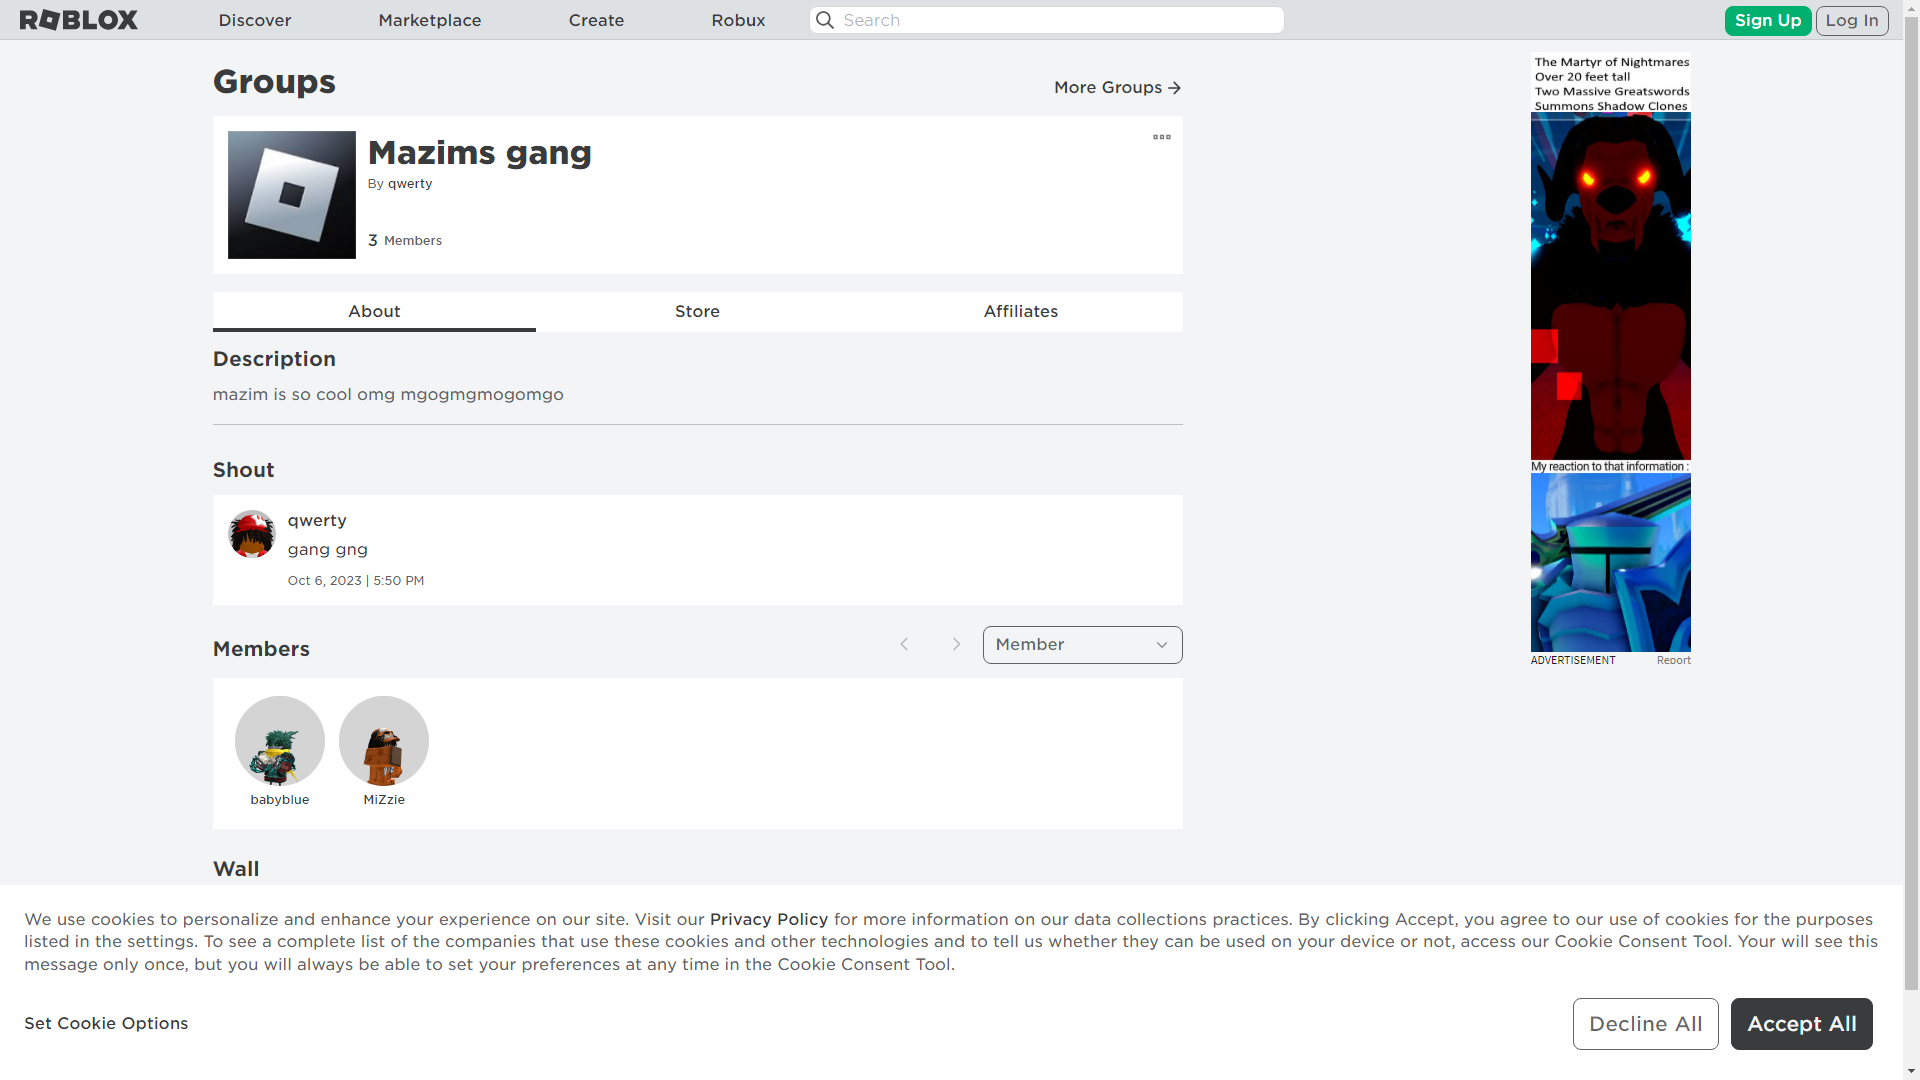 ROBLOX
Discover
Marketplace
Create
Robux
Search
Sign Up
Log In
Groups
More Groups
Mazims gang
By qwerty
3 Members
About
Store
Affiliates
Description
mazim is so cool omg mgogmgmogomgo
Shout
qwerty
gang gng
Oct 6, 2023 | 5:50 PM
Members
Member
babyblue
MiZzie
Wall
The Martyr of Nightmares
Over 20 feet tall
Two Massive Greatswords
Summons Shadow Clones
My reaction to that information :
ADVERTISEMENT
Report
We use cookies to personalize and enhance your experience on our site. Visit our Privacy Policy for more information on our data collections practices. By clicking Accept, you agree to our use of cookies for the purposes
listed in the settings. To see a complete list of the companies that use these cookies and other technologies and to tell us whether they can be used on your device or not, access our Cookie Consent Tool. Your will see this
message only once, but you will always be able to set your preferences at any time in the Cookie Consent Tool.
Set Cookie Options
Decline All
Accept All